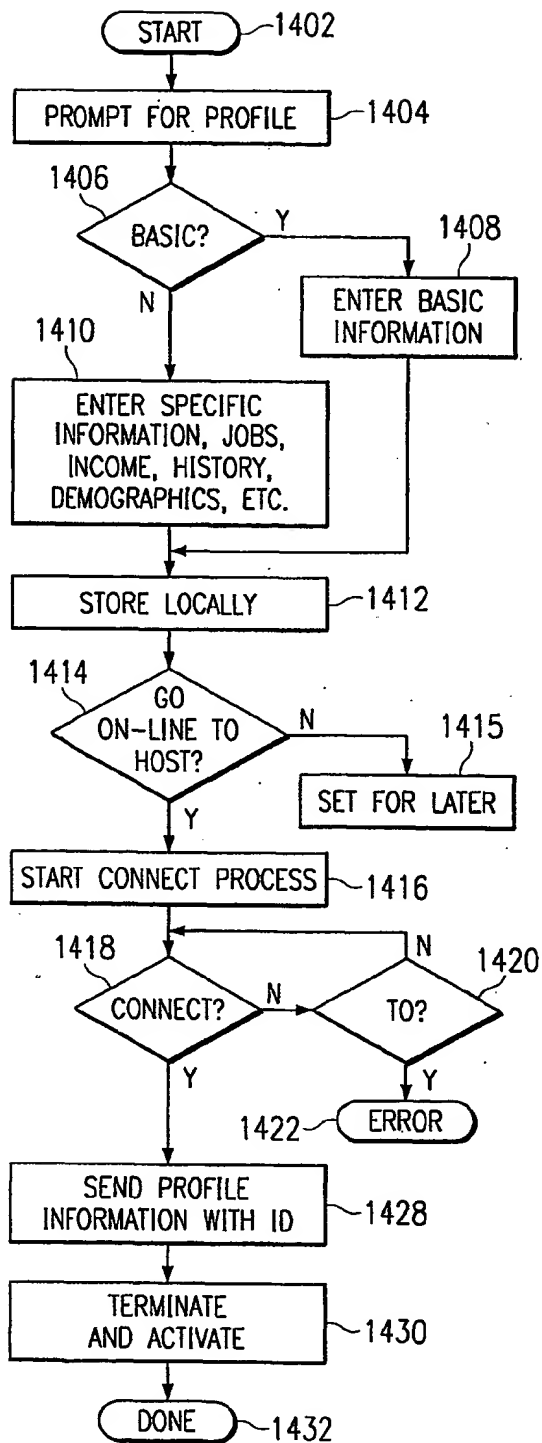 START
1402
PROMPT FOR PROFILE
1404
1406
BASIC?
Y
N
1408
ENTER BASIC
INFORMATION
1410
ENTER SPECIFIC
INFORMATION, JOBS,
INCOME, HISTORY,
DEMOGRAPHICS, ETC.
STORE LOCALLY
1412
1414
GO
ON-LINE TO
HOST?
N
Y
1415
SET FOR LATER
START CONNECT PROCESS
1416
1418
CONNECT?
N
Y
N
1420
TO?
Y
1422
ERROR
SEND PROFILE
INFORMATION WITH ID
1428
TERMINATE
AND ACTIVATE
1430
DONE
1432